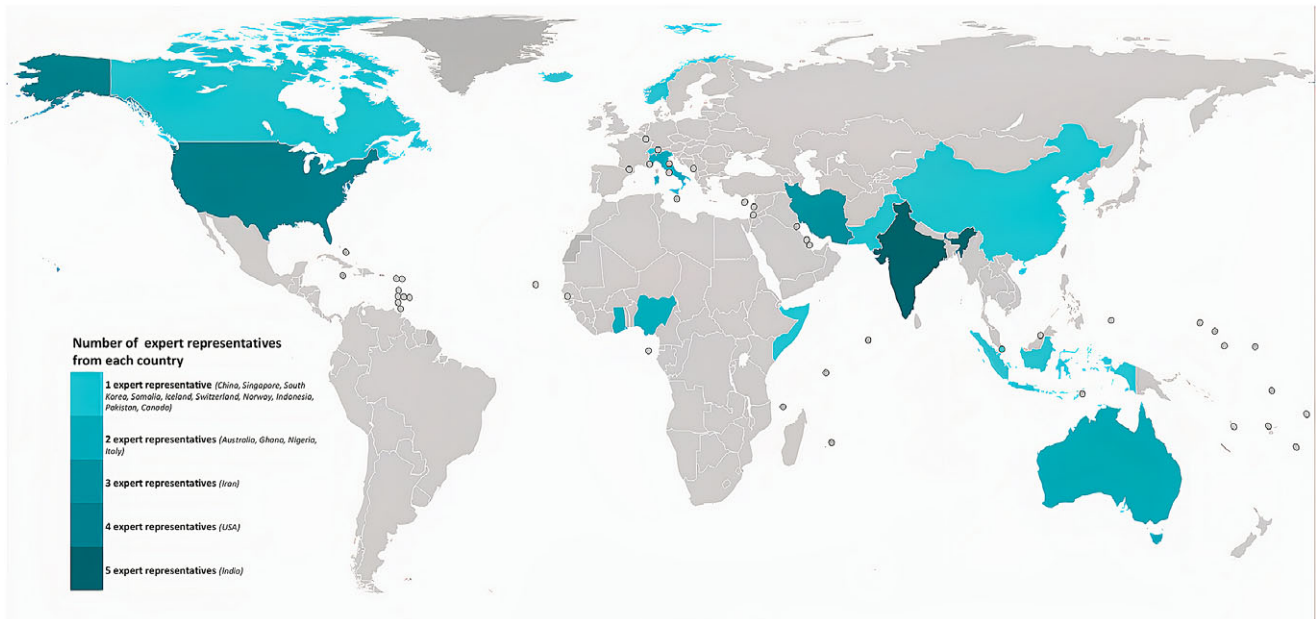 Number of expert representatives
from each country
1 expert representative (China, Singapore, South
Korea, Somalia, Iceland, Switzerland, Norway, Indonesia,
Pakiston, Canada)
2 expert representatives (Australia, Ghana, Nigeria,
Italy)
3 expert representatives (Iran)
4 expert representatives (USA)
5 expert representatives (India)